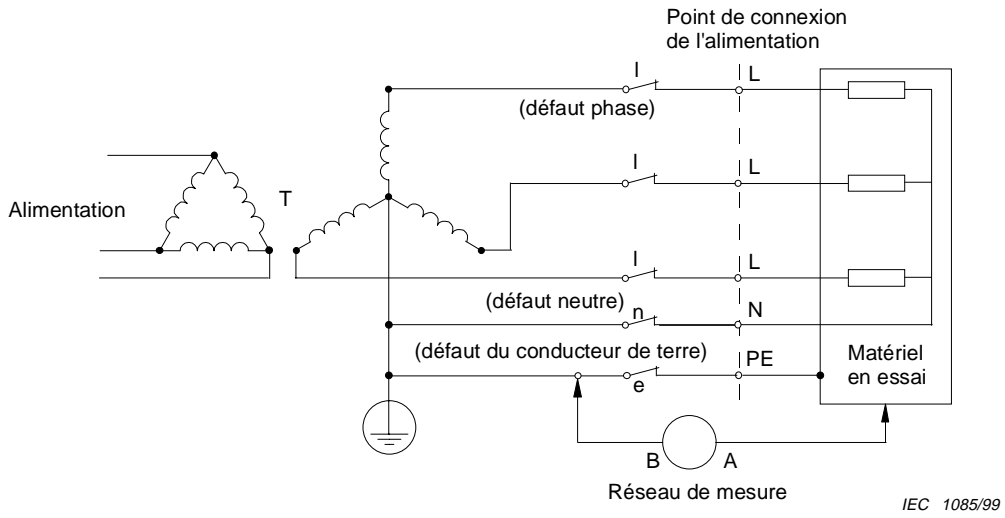 Point de connexion
de l'alimentation
l
L
(défaut phase)
l
L
T
Alimentation
l
L
(défaut neutre)
n
N
(défaut du conducteur de terre)
PE
Matériel
en essai
e
B
A
Réseau de mesure
IEC 1085/99